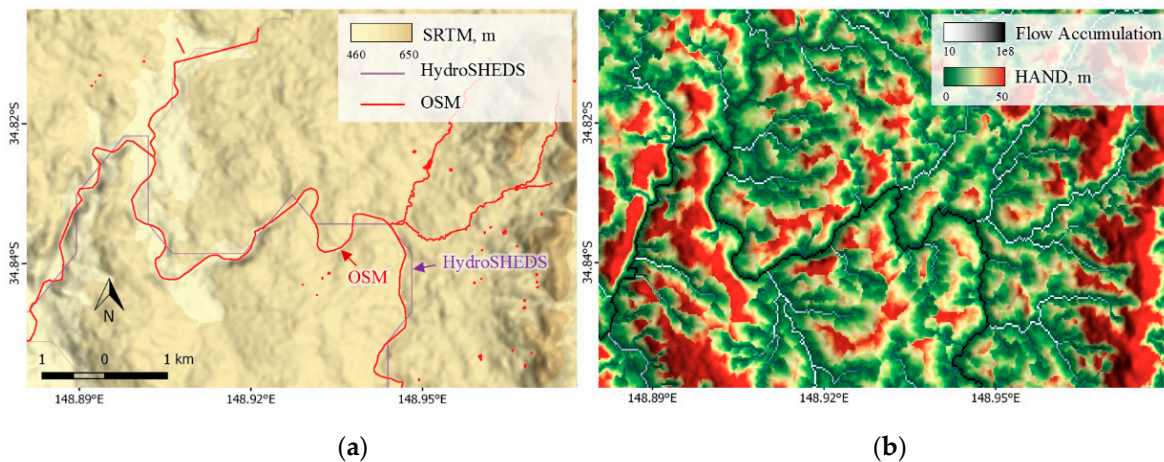 SRTM, m
460 650
HydroSHEDS
OSM
34.82°S
34.84°S
HydroSHEDS
OSM
N
1 0 1 km
148.89°E 148.92°E 148.95°E
(a)
Flow Accumulation
10 1e8
HAND, m
0 50
34.82°S
34.84°S
148.89°E 148.92°E 148.95°E
(b)